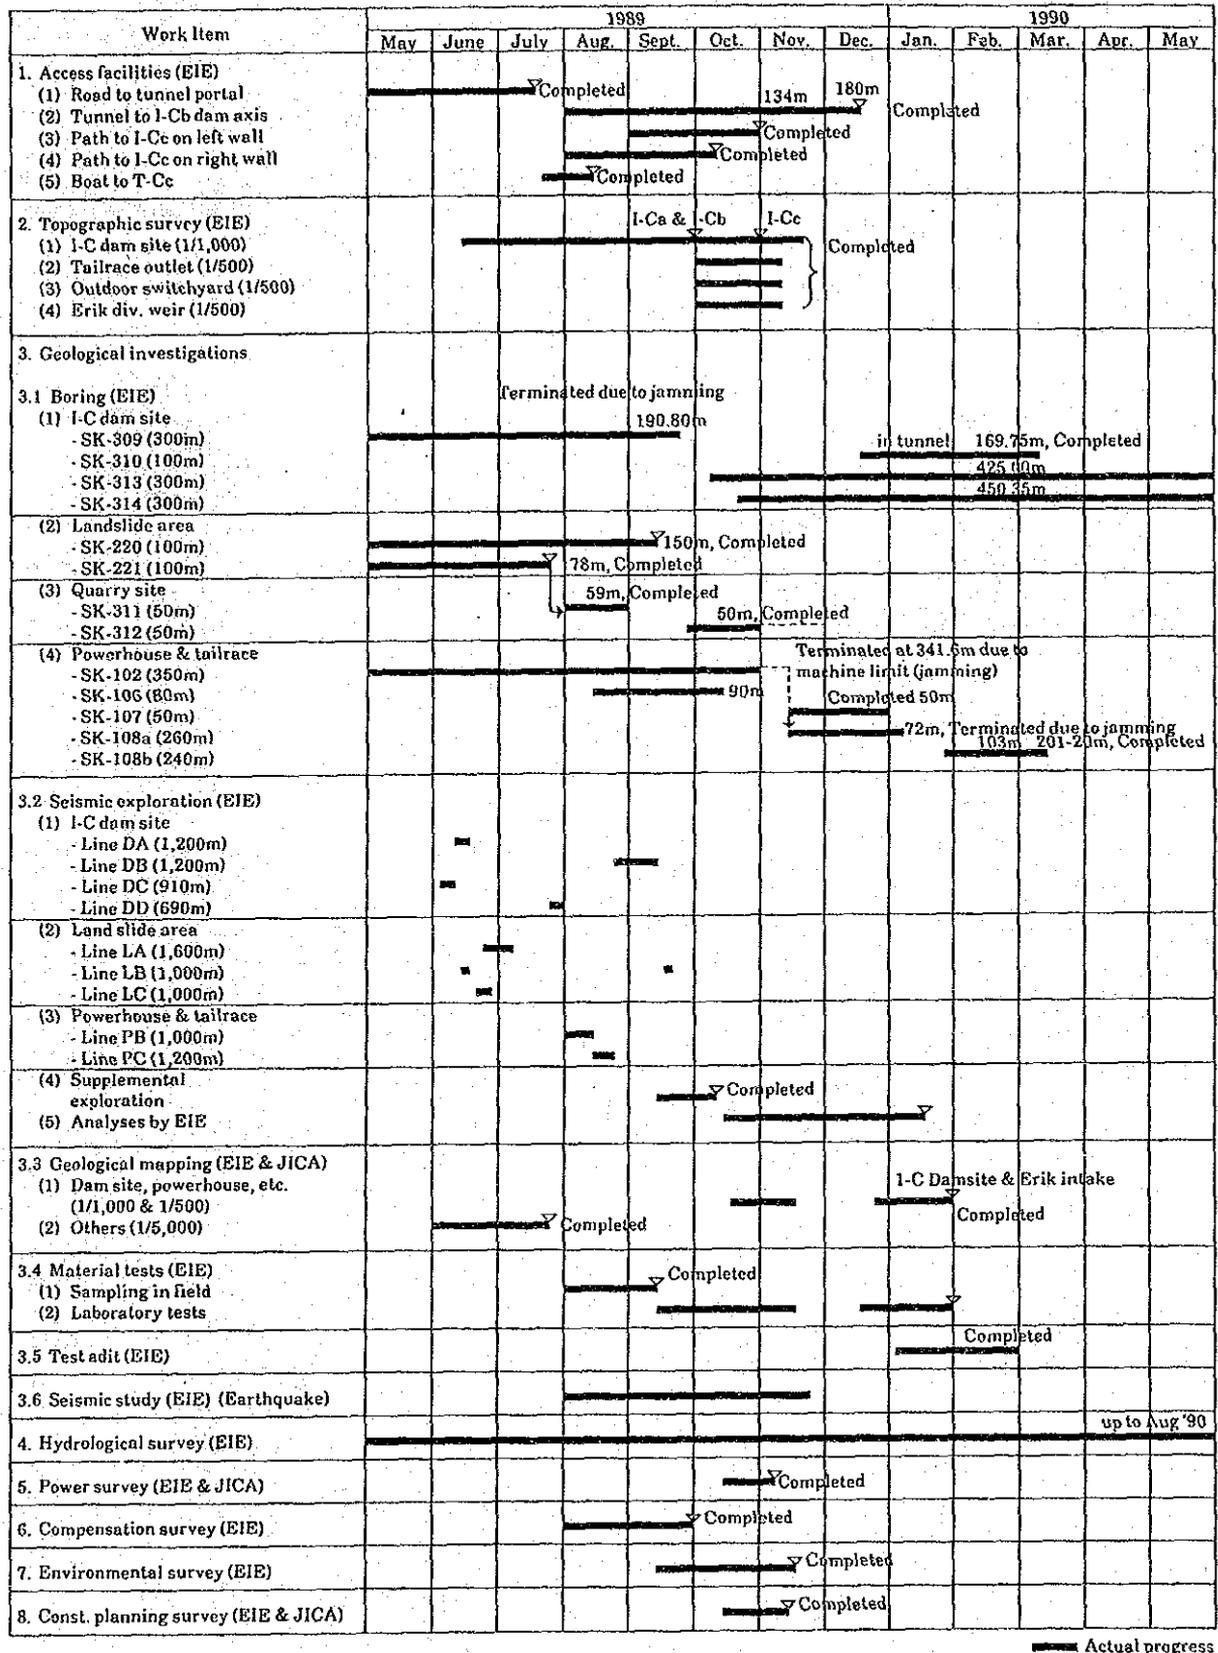 Work Item
1989
1990
May June July Aug. Sept. Oct. Nov. Dec. Jan. Feb. Mar. Apr. May
1. Access facilities (EIE)
(1) Road to tunnel portal Completed
134m 180m
(2) Tunnel to I-Cb dam axis Completed
(3) Path to I-Cc on left wall Completed
(4) Path to I-Cc on right wall Completed
(5) Boat to T-Cc Completed
2. Topographic survey (EIE) I-Ca & I-Cb I-Cc
(1) I-C dam site (1/1,000) Completed
(2) Tailrace outlet (1/500)
(3) Outdoor switchyard (1/500)
(4) Erik div. weir (1/500)
3. Geological investigations
3.1 Boring (EIE) Terminated due to jamming
(1) I-C dam site 190.80m
- SK-309 (300m) in tunnel 169.75m, Completed
- SK-310 (100m)
- SK-313 (300m) 425.00m
- SK-314 (300m) 450.35m
(2) Landslide area
- SK-220 (100m) 150m, Completed
- SK-221 (100m) 78m, Completed
(3) Quarry site 59m, Completed
- SK-311 (50m) 50m, Completed
- SK-312 (50m)
(4) Powerhouse & tailrace Terminated at 341.6m due to
- SK-102 (350m) machine limit (jamming)
- SK-106 (80m) 90m Completed 50m
- SK-107 (50m)
- SK-108a (260m) 72m, Terminated due to jamming
- SK-108b (240m) 103m 201-20m, Completed
3.2 Seismic exploration (EIE)
(1) I-C dam site
- Line DA (1,200m)
- Line DB (1,200m)
- Line DC (910m)
- Line DD (690m)
(2) Land slide area
- Line LA (1,600m)
- Line LB (1,000m)
- Line LC (1,000m)
(3) Powerhouse & tailrace
- Line PB (1,000m)
- Line PC (1,200m)
(4) Supplemental Completed
exploration
(5) Analyses by EIE
3.3 Geological mapping (EIE & JICA)
(1) Dam site, powerhouse, etc. 1-C Damsite & Erik intake
(1/1,000 & 1/500) Completed
(2) Others (1/5,000) Completed
3.4 Material tests (EIE) Completed
(1) Sampling in field
(2) Laboratory tests
Completed
3.5 Test adit (EIE)
3.6 Seismic study (EIE) (Earthquake)
up to Aug '90
4. Hydrological survey (EIE)
5. Power survey (EIE & JICA) Completed
6. Compensation survey (EIE) Completed
7. Environmental survey (EIE) Completed
8. Const. planning survey (EIE & JICA) Completed
Actual progress